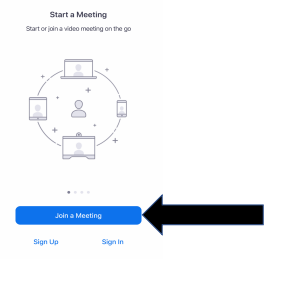 Start a Meeting
Start or join a video meeting on the go
Join a Meeting
Sign Up
Sign In